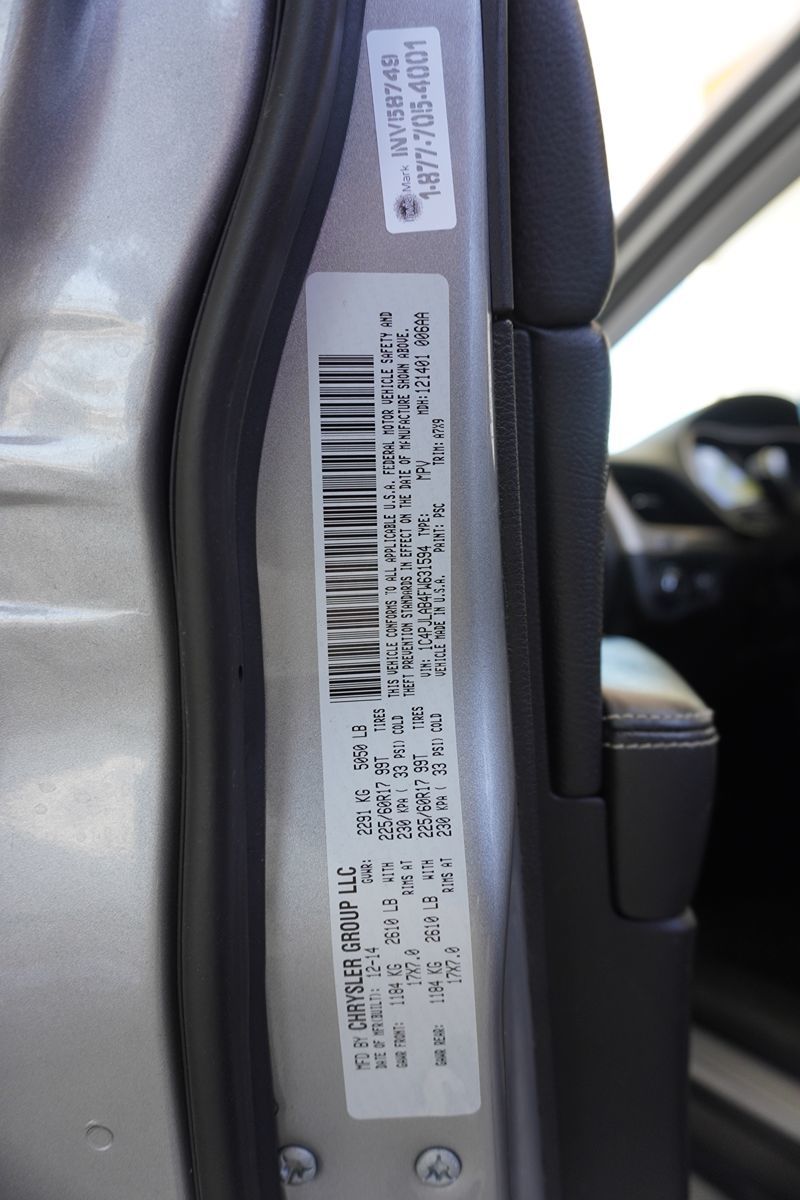 INV158749
Mark 1-877-705-4001
MFD BY CHRYSLER GROUP LLC
DATE OF MFR(BUILT): 12-14 GVWR: 2291 KG 5050 LB
GAWR FRONT: 1184 KG 2610 LB WITH 225/60R17 99T TIRES
17X7.0 RIMS AT 230 KPA ( 33 PSI) COLD
GAWR REAR: 1184 KG 2610 LB WITH 225/60R17 99T TIRES
17X7.0 RIMS AT 230 KPA ( 33 PSI) COLD
THIS VEHICLE CONFORMS TO ALL APPLICABLE U.S.A. FEDERAL MOTOR VEHICLE SAFETY AND
THEFT PREVENTION STANDARDS IN EFFECT ON THE DATE OF MANUFACTURE SHOWN ABOVE.
VIN: 1C4PJLAB4FW631594 TYPE: MPV MDH:121401 006AA
VEHICLE MADE IN U.S.A. PAINT: PSC TRIM: A7X9